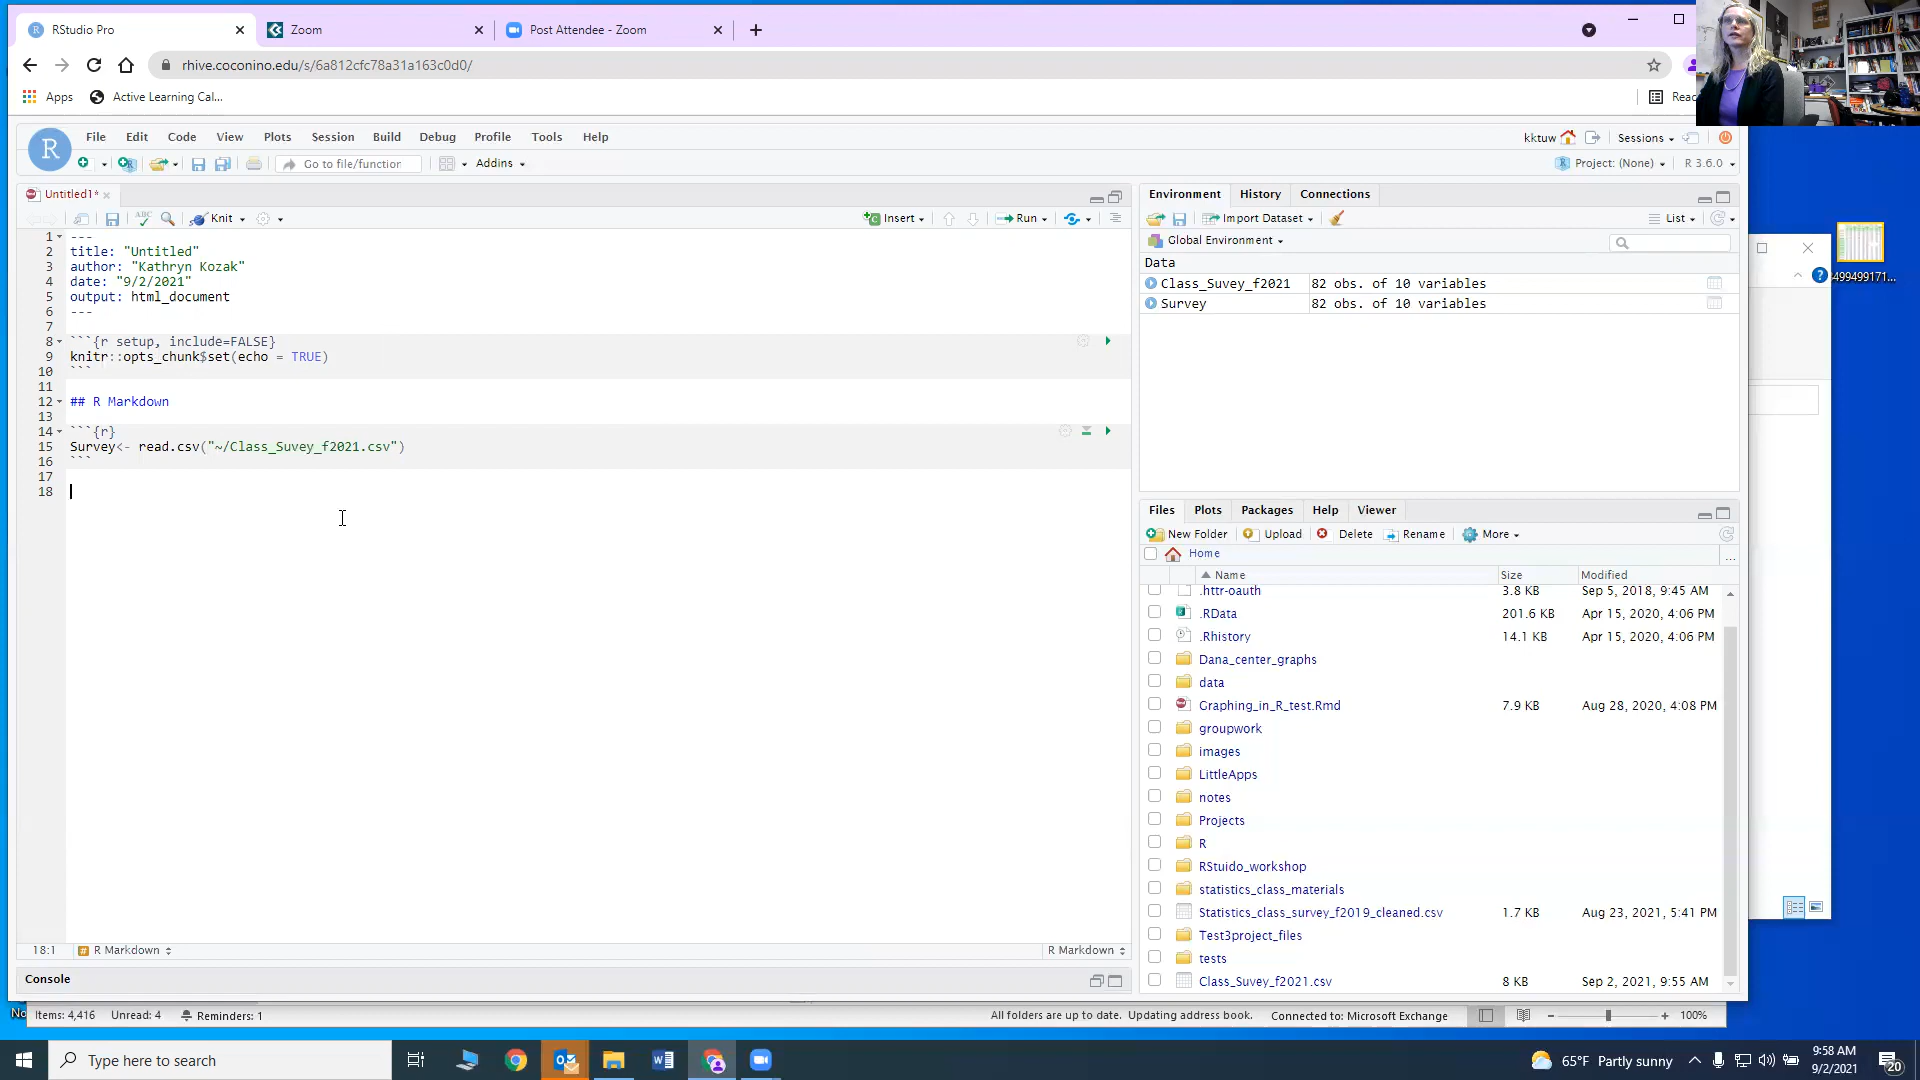 RStudio Pro
Zoom
Post Attendee - Zoom
rhive.coconino.edu/s/6a812cfc78a31a163c0d0/
Apps
Active Learning Cal...
R
File Edit Code View Plots Session Build Debug Profile Tools Help
kktuw
Sessions
Go to file/function
Addins
Project: (None)
R 3.6.0
Untitled1*
ABC
Knit
Insert
Run
1 ---
2 title: "Untitled"
3 author: "Kathryn Kozak"
4 date: "9/2/2021"
5 output: html_document
6 ---
7
8 ```{r setup, include=FALSE}
9 knitr::opts_chunk$set(echo = TRUE)
10 ```
11
12 ## R Markdown
13
14 ```{r}
15 Survey<- read.csv("~/Class_Suvey_f2021.csv")
16 ```
17
18
18:1
R Markdown
R Markdown
Console
Environment History Connections
Import Dataset
List
Global Environment
Data
Class_Suvey_f2021 82 obs. of 10 variables
Survey 82 obs. of 10 variables
Files Plots Packages Help Viewer
New Folder Upload Delete Rename More
Home
...
Name Size Modified
.httr-oauth 3.8 KB Sep 5, 2018, 9:45 AM
.RData 201.6 KB Apr 15, 2020, 4:06 PM
.Rhistory 14.1 KB Apr 15, 2020, 4:06 PM
Dana_center_graphs
data
Graphing_in_R_test.Rmd 7.9 KB Aug 28, 2020, 4:08 PM
groupwork
images
LittleApps
notes
Projects
R
RStuido_workshop
statistics_class_materials
Statistics_class_survey_f2019_cleaned.csv 1.7 KB Aug 23, 2021, 5:41 PM
Test3project_files
tests
Class_Suvey_f2021.csv 8 KB Sep 2, 2021, 9:55 AM
499499171...
Items: 4,416 Unread: 4 Reminders: 1
All folders are up to date. Updating address book. Connected to: Microsoft Exchange
100%
Type here to search
65°F Partly sunny
9:58 AM
9/2/2021
20